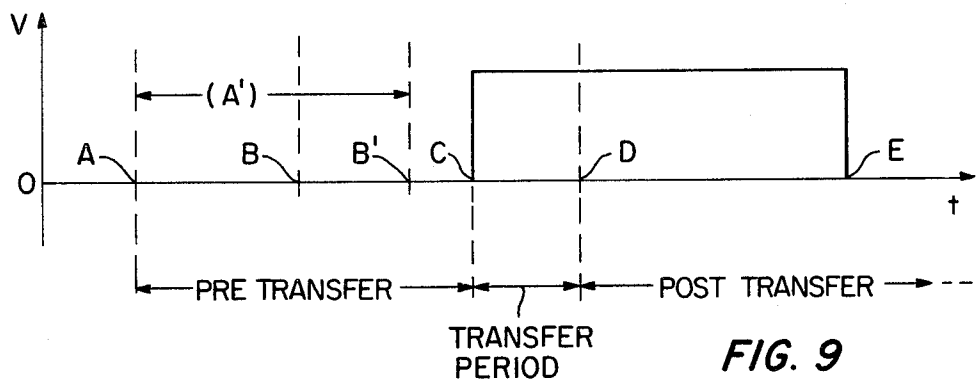 V
(A')
A
B
B'
C
D
E
O
t
PRE TRANSFER
POST TRANSFER
TRANSFER
PERIOD
FIG. 9